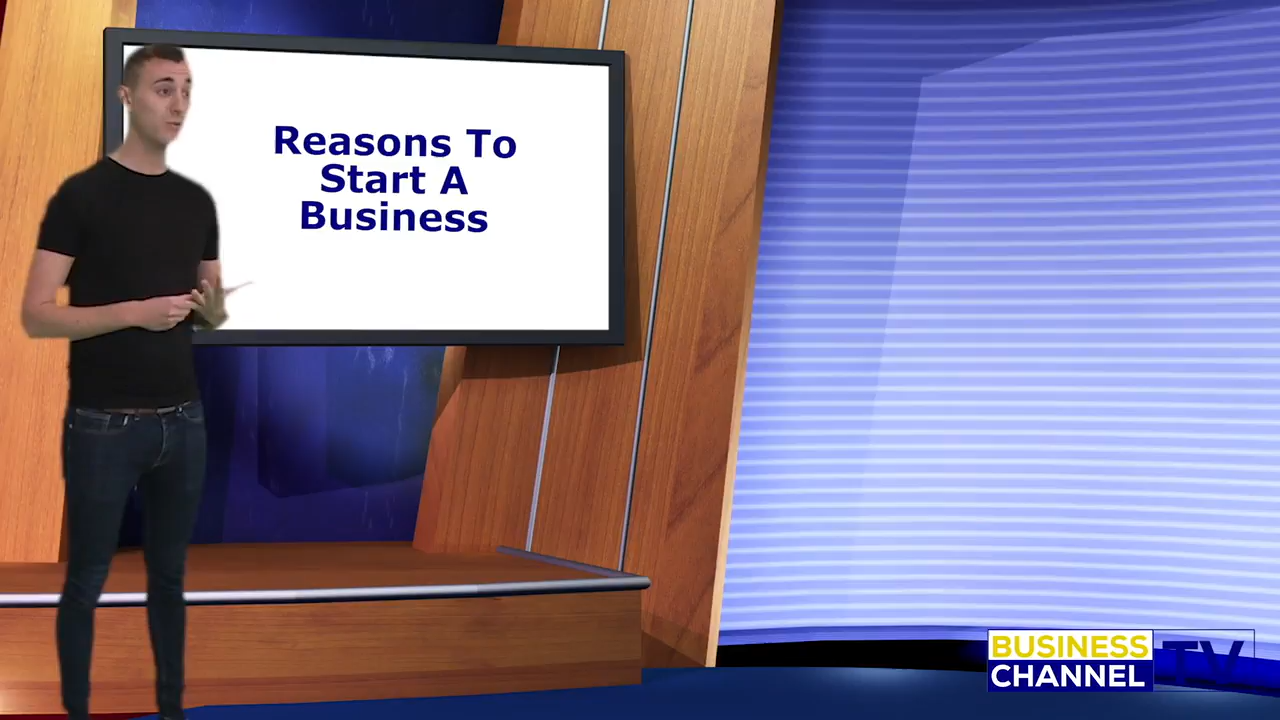 Reasons To
Start A
Business
BUSINESS
CHANNEL
TV